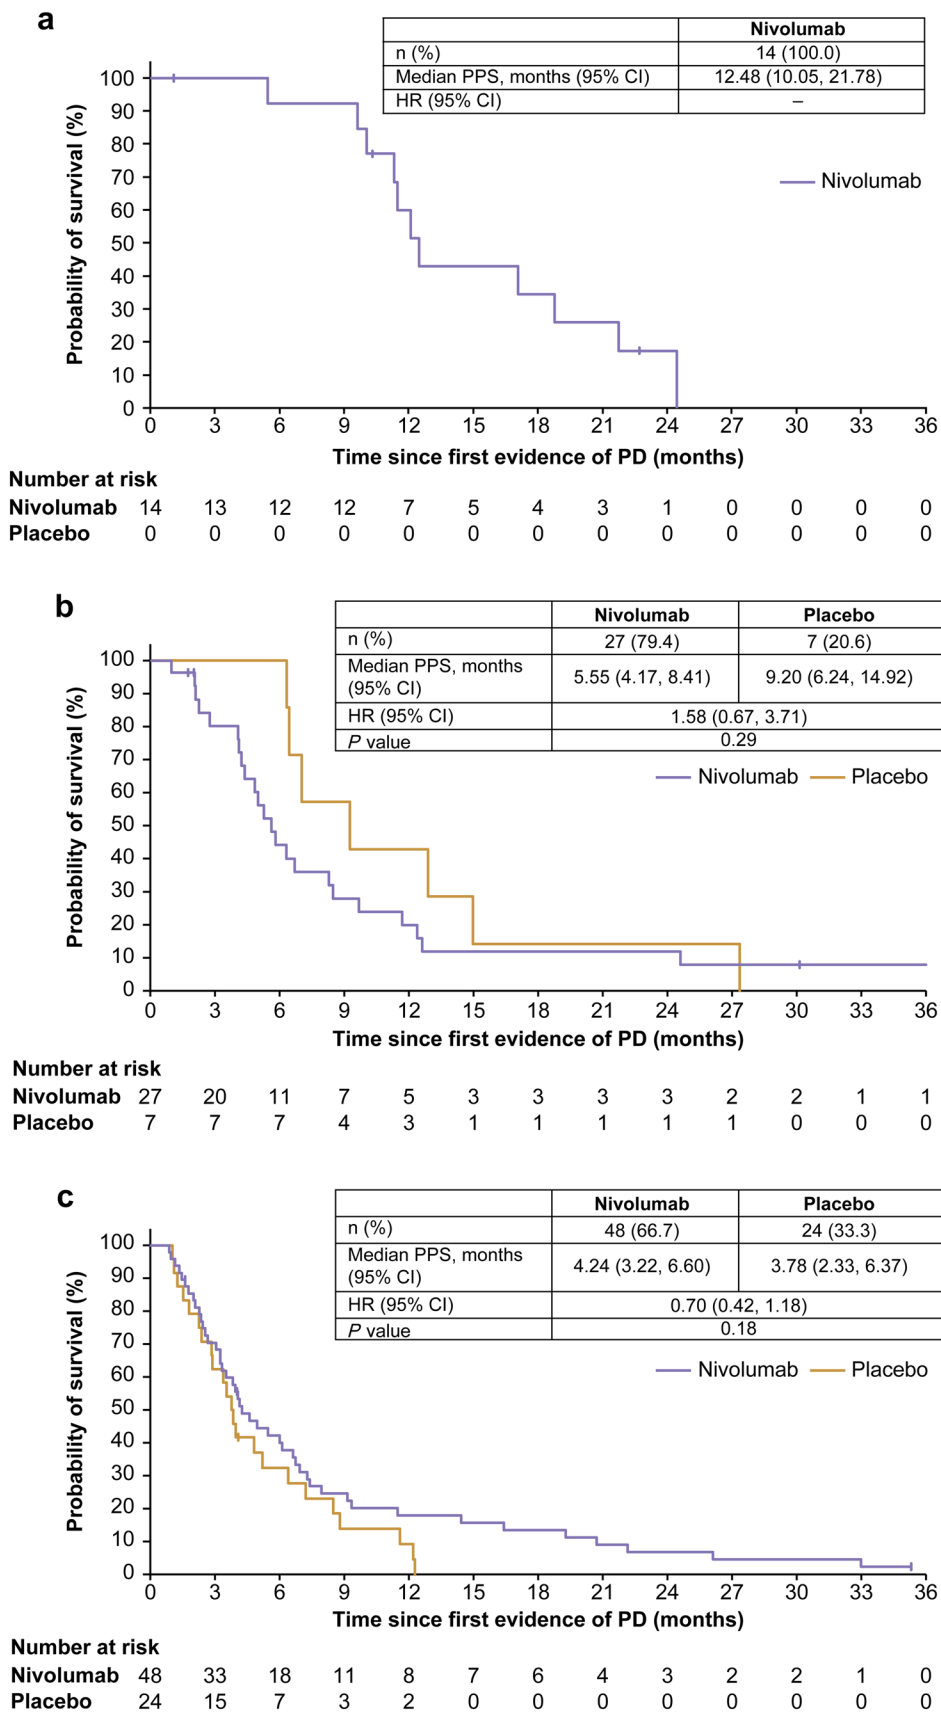 a
Nivolumab
n (%) 14 (100.0)
Median PPS, months (95% CI) 12.48 (10.05, 21.78)
HR (95% CI) –
Nivolumab
Probability of survival (%)
100
90
80
70
60
50
40
30
20
10
0
0 3 6 9 12 15 18 21 24 27 30 33 36
Time since first evidence of PD (months)
Number at risk
Nivolumab 14 13 12 12 7 5 4 3 1 0 0 0 0
Placebo 0 0 0 0 0 0 0 0 0 0 0 0 0
b
Nivolumab Placebo
n (%) 27 (79.4) 7 (20.6)
Median PPS, months
(95% CI) 5.55 (4.17, 8.41) 9.20 (6.24, 14.92)
HR (95% CI) 1.58 (0.67, 3.71)
P value 0.29
Nivolumab Placebo
Probability of survival (%)
100
90
80
70
60
50
40
30
20
10
0
0 3 6 9 12 15 18 21 24 27 30 33 36
Time since first evidence of PD (months)
Number at risk
Nivolumab 27 20 11 7 5 3 3 3 3 2 2 1 1
Placebo 7 7 7 4 3 1 1 1 1 1 0 0 0
c
Nivolumab Placebo
n (%) 48 (66.7) 24 (33.3)
Median PPS, months
(95% CI) 4.24 (3.22, 6.60) 3.78 (2.33, 6.37)
HR (95% CI) 0.70 (0.42, 1.18)
P value 0.18
Nivolumab Placebo
Probability of survival (%)
100
90
80
70
60
50
40
30
20
10
0
0 3 6 9 12 15 18 21 24 27 30 33 36
Time since first evidence of PD (months)
Number at risk
Nivolumab 48 33 18 11 8 7 6 4 3 2 2 1 0
Placebo 24 15 7 3 2 0 0 0 0 0 0 0 0